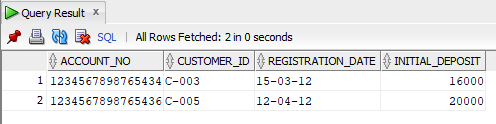 Query Result ×
SQL | All Rows Fetched: 2 in 0 seconds
ACCOUNT_NO CUSTOMER_ID REGISTRATION_DATE INITIAL_DEPOSIT
1 1234567898765434 C-003 15-03-12 16000
2 1234567898765436 C-005 12-04-12 20000